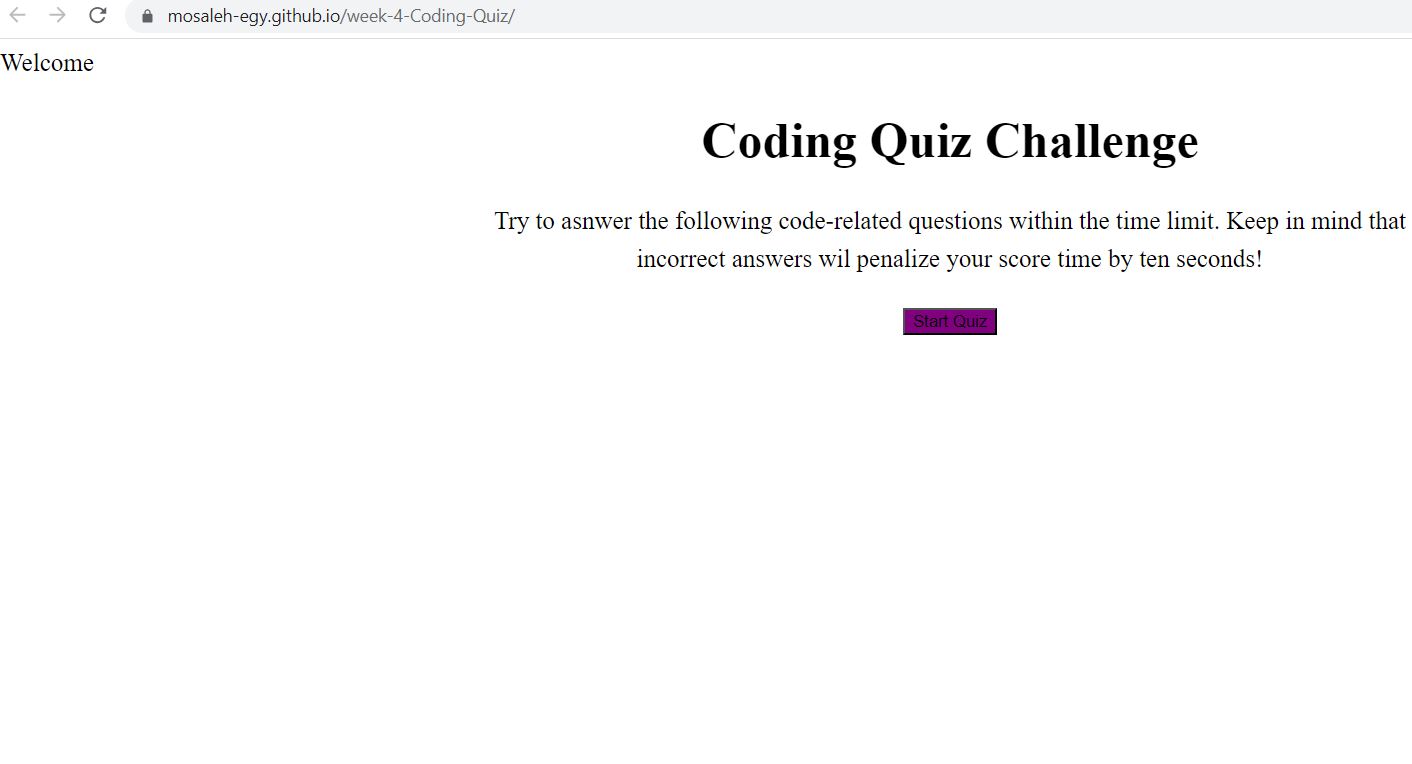 mosaleh-egy.github.io/week-4-Coding-Quiz/
Welcome
Coding Quiz Challenge
Try to asnwer the following code-related questions within the time limit. Keep in mind that
incorrect answers wil penalize your score time by ten seconds!
Start Quiz